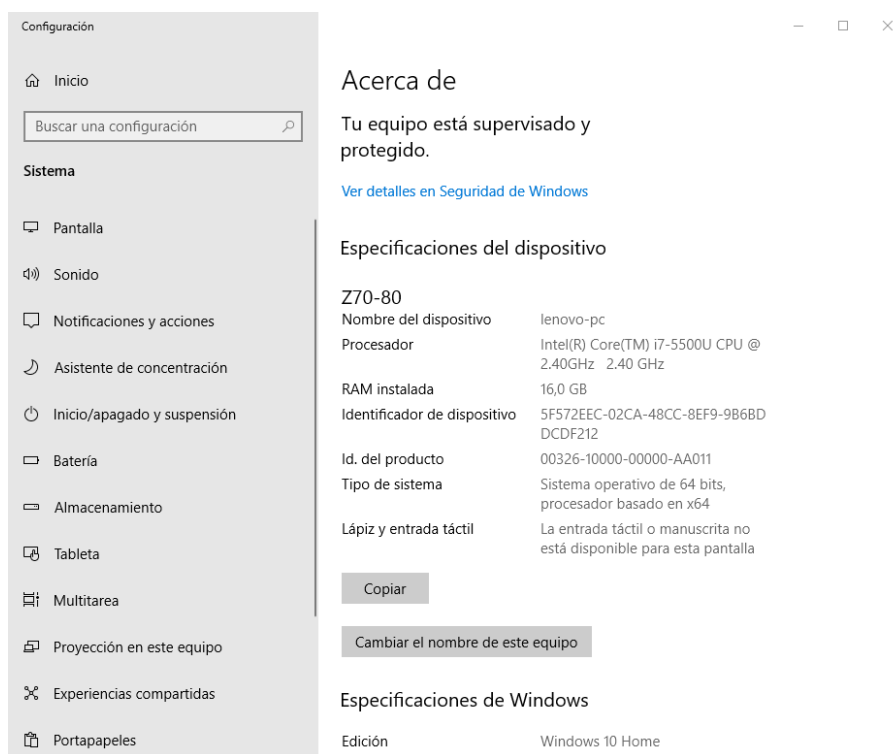 Configuración
Inicio
Buscar una configuración
Sistema
Pantalla
Sonido
Notificaciones y acciones
Asistente de concentración
Inicio/apagado y suspensión
Batería
Almacenamiento
Tableta
Multitarea
Proyección en este equipo
Experiencias compartidas
Portapapeles
Acerca de
Tu equipo está supervisado y
protegido.
Ver detalles en Seguridad de Windows
Especificaciones del dispositivo
Z70-80
Nombre del dispositivo lenovo-pc
Procesador Intel(R) Core(TM) i7-5500U CPU @
2.40GHz 2.40 GHz
RAM instalada 16,0 GB
Identificador de dispositivo 5F572EEC-02CA-48CC-8EF9-9B6BD
DCDF212
Id. del producto 00326-10000-00000-AA011
Tipo de sistema Sistema operativo de 64 bits,
procesador basado en x64
Lápiz y entrada táctil La entrada táctil o manuscrita no
está disponible para esta pantalla
Copiar
Cambiar el nombre de este equipo
Especificaciones de Windows
Edición Windows 10 Home